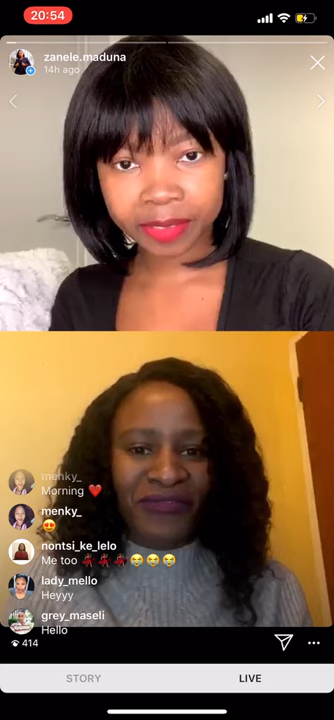 20:54
zanele.maduna
14h ago
menky_
Morning ❤️
menky_
😍
nontsi_ke_lelo
Me too 💃🏿💃🏿💃🏿😭😭😭
lady_mello
Heyyy
grey_maseli
Hello
414
STORY LIVE